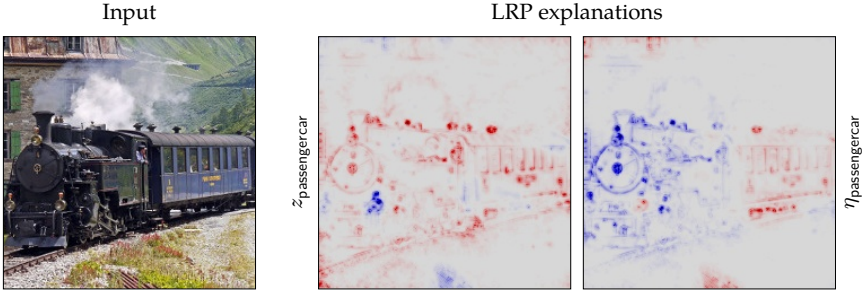 Input
LRP explanations
z_passengercar
η_passengercar